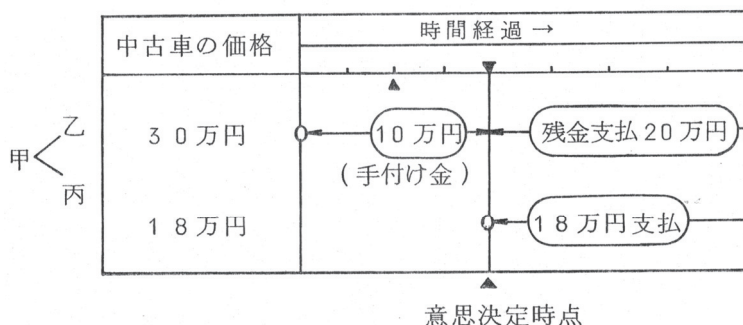 中古車の価格
時間経過→
甲
乙
30万円
10万円
残金支払20万円
(手付け金)
丙
18万円
18万円支払
意思決定時点